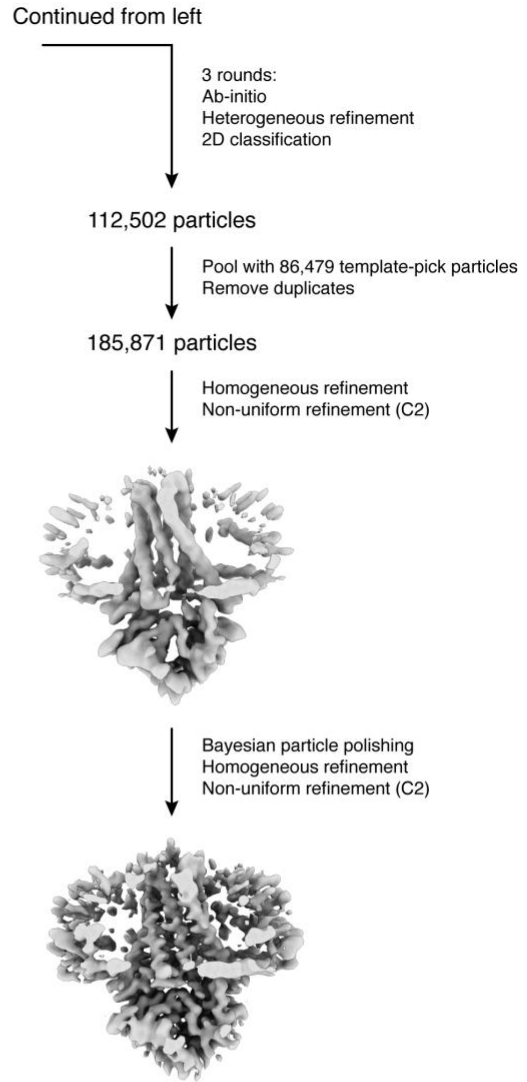 Continued from left
3 rounds:
Ab-initio
Heterogeneous refinement
2D classification
112,502 particles
Pool with 86,479 template-pick particles
Remove duplicates
185,871 particles
Homogeneous refinement
Non-uniform refinement (C2)
Bayesian particle polishing
Homogeneous refinement
Non-uniform refinement (C2)